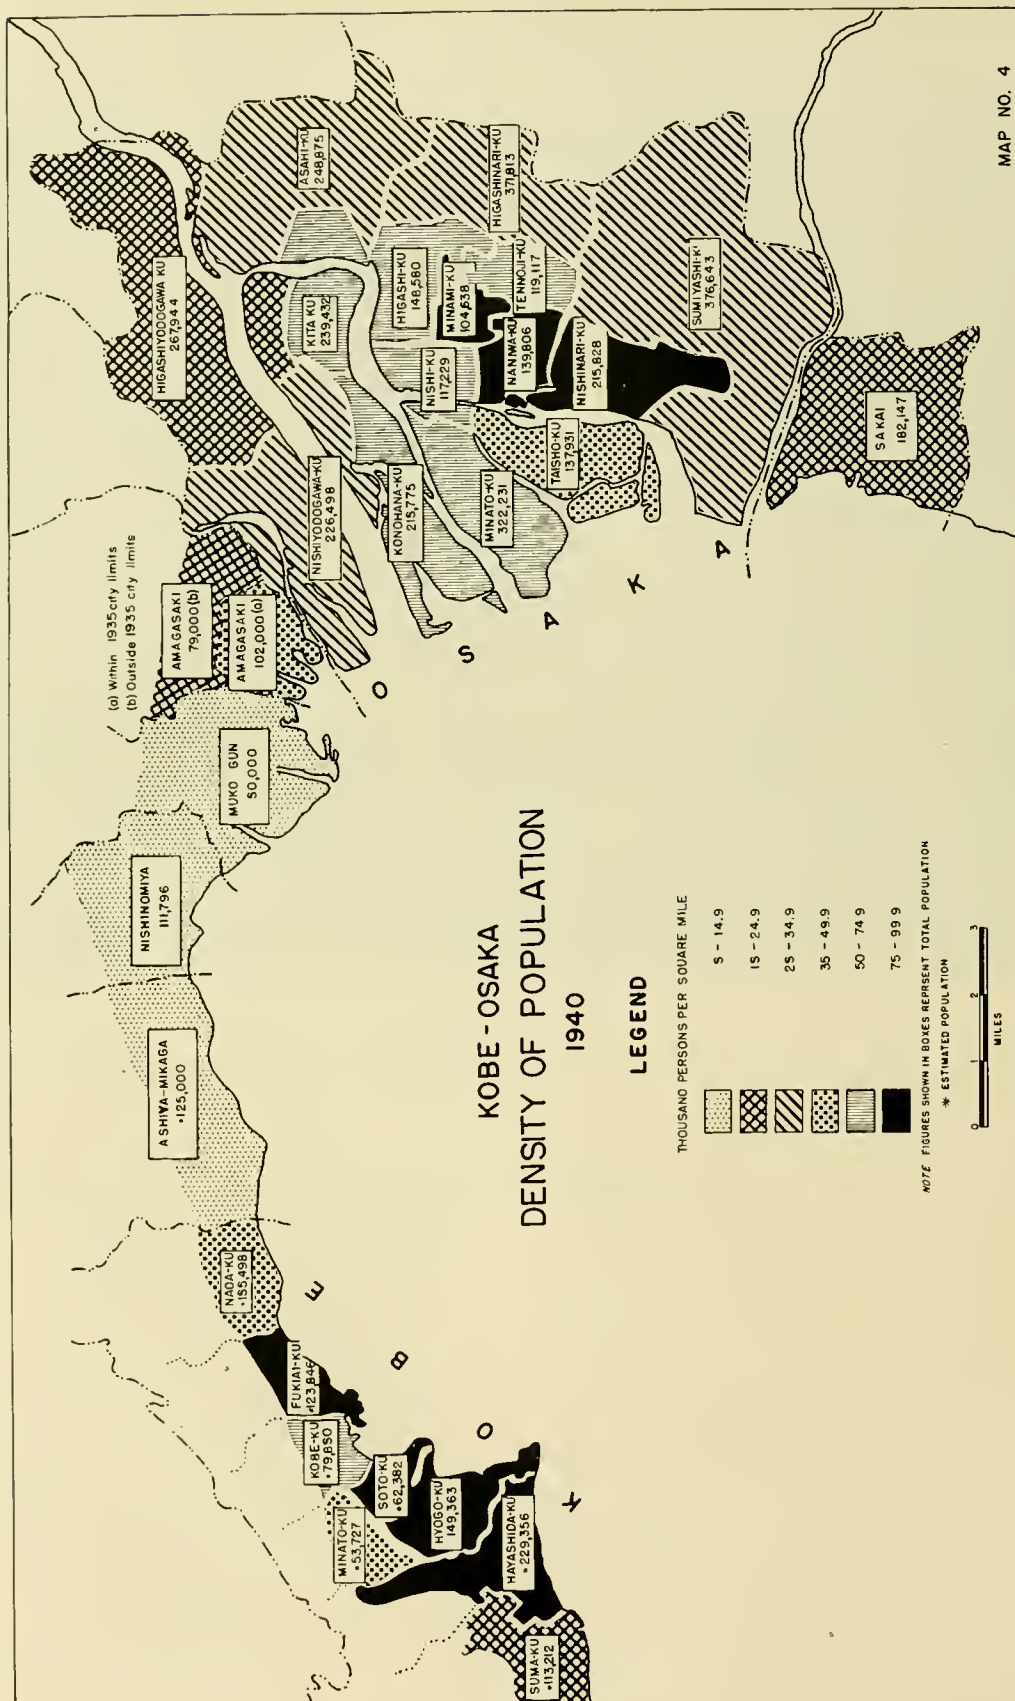 MAP NO. 4
HIGASHIYODOGAWA KU
267,944
ASAHI-KU
248,875
HIGASHINARI-KU
371,813
KITA KU
239,432
HIGASHI-KU
148,580
MINAMI-KU
104,638
TENNOJI-KU
119,117
SUMIYASHI-K
376,643
NISHI-KU
117,229
NANIWA-KU
139,806
NISHINARI-KU
215,828
SAKAI
182,147
NISHIYODOGAWA-KU
226,498
KONOHANA-KU
215,775
MINATO-KU
322,231
TAISHO-KU
137,931
OSAKA
(a) Within 1935 city limits
(b) Outside 1935 city limits
AMAGASAKI
79,000 (b)
AMAGASAKI
102,000 (a)
MUKO GUN
50,000
NISHINOMIYA
111,796
ASHIYA-MIKAGA
*125,000
NADA-KU
*155,498
FUKIAI-KU
*123,846
KOBE-KU
*79,850
MINATO-KU
*53,727
SOTO-KU
*62,382
HYOGO-KU
149,363
HAYASHIDA-KU
*229,356
SUMA-KU
*113,212
KOBE
KOBE - OSAKA
DENSITY OF POPULATION
1940
LEGEND
THOUSAND PERSONS PER SQUARE MILE
5 - 14.9
15 - 24.9
25 - 34.9
35 - 49.9
50 - 74 9
75 - 99 9
NOTE FIGURES SHOWN IN BOXES REPRSENT TOTAL POPULATION
* ESTIMATED POPULATION
0 1 2 3
MILES